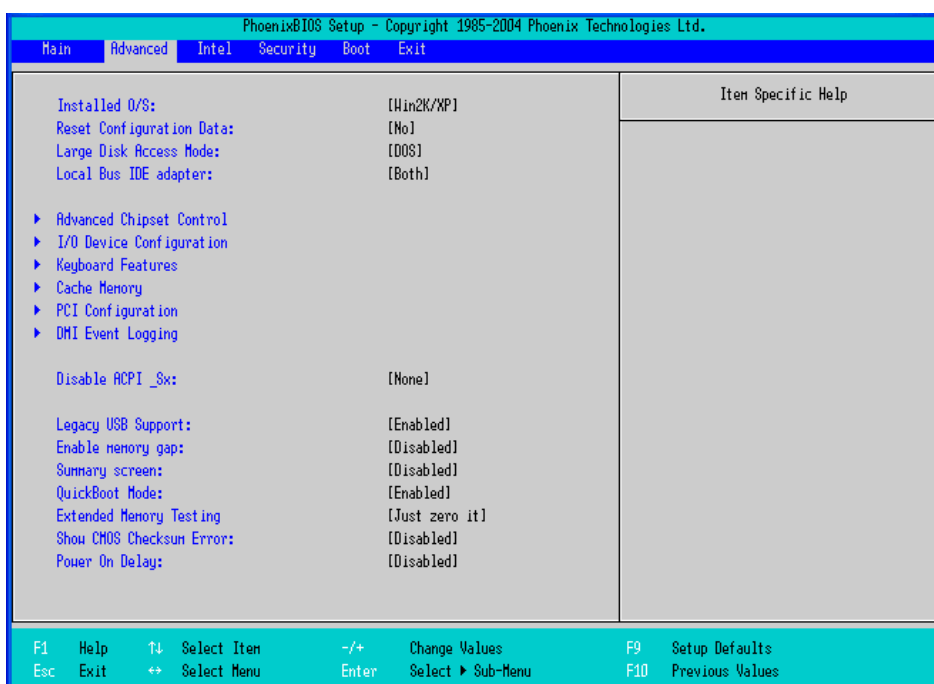 PhoenixBIOS Setup - Copyright 1985-2004 Phoenix Technologies Ltd.
Main Advanced Intel Security Boot Exit
Item Specific Help
Installed O/S: [Win2K/XP]
Reset Configuration Data: [No]
Large Disk Access Mode: [DOS]
Local Bus IDE adapter: [Both]
Advanced Chipset Control
I/O Device Configuration
Keyboard Features
Cache Memory
PCI Configuration
DMI Event Logging
Disable ACPI _Sx: [None]
Legacy USB Support: [Enabled]
Enable memory gap: [Disabled]
Summary screen: [Disabled]
QuickBoot Mode: [Enabled]
Extended Memory Testing [Just zero it]
Show CMOS Checksum Error: [Disabled]
Power On Delay: [Disabled]
F1 Help ↑↓ Select Item -/+ Change Values F9 Setup Defaults
Esc Exit ↔ Select Menu Enter Select ▶ Sub-Menu F10 Previous Values